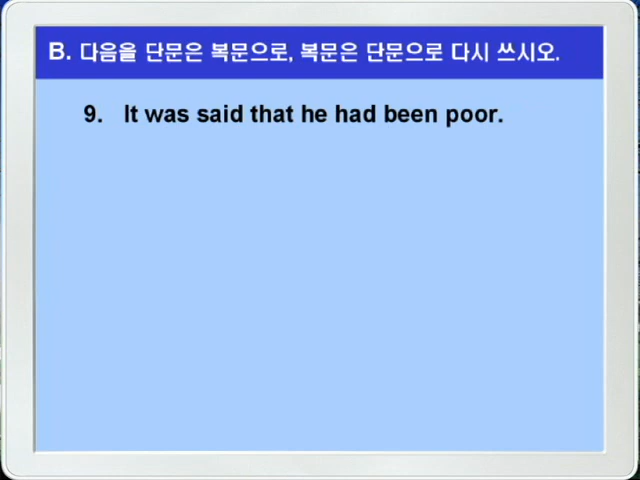 B. 다음을 단문은 복문으로, 복문은 단문으로 다시 쓰시오.
9. It was said that he had been poor.